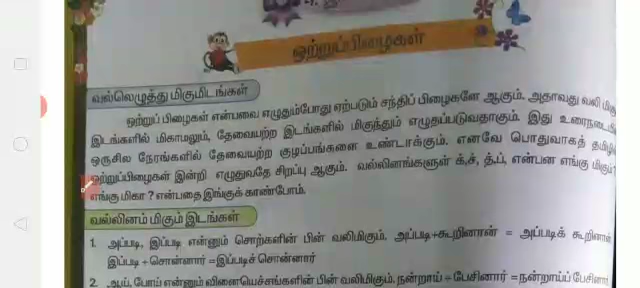 ஒற்றுப்பிழைகள்
வல்லெழுத்து மிகுமிடங்கள்
ஒற்றுப் பிழைகள் என்பவை எழுதும்போது ஏற்படும் சந்திப் பிழைகளே ஆகும். அதாவது வலி
இடங்களில் மிகாமலும், தேவையற்ற இடங்களில் மிகுந்தும் எழுதப்படுவதாகும். இது
ஒருசில நேரங்களில் தேவையற்ற குழப்பங்களை உண்டாக்கும். எனவே பொதுவாகத்
ஒற்றுப்பிழைகள் இன்றி எழுதுவதே சிறப்பு ஆகும். வல்லினங்களுள் க்,ச், த்,ப், என்பன எங்கு மிகும்?
எங்கு மிகா ? என்பதை இங்குக் காண்போம்.
வல்லினம் மிகும் இடங்கள்
1. அப்படி, இப்படி என்னும் சொற்களின் பின் வலிமிகும். அப்படி+கூறினான் = அப்படிக் கூறினான்
இப்படி + சொன்னார் =இப்படிச் சொன்னார்
2. ஆய், போய் என்னும் வினையெச்சங்களின் பின் வலிமிகும். நன்றாய் + பேசினார் =நன்றாய்ப் பேசினார்